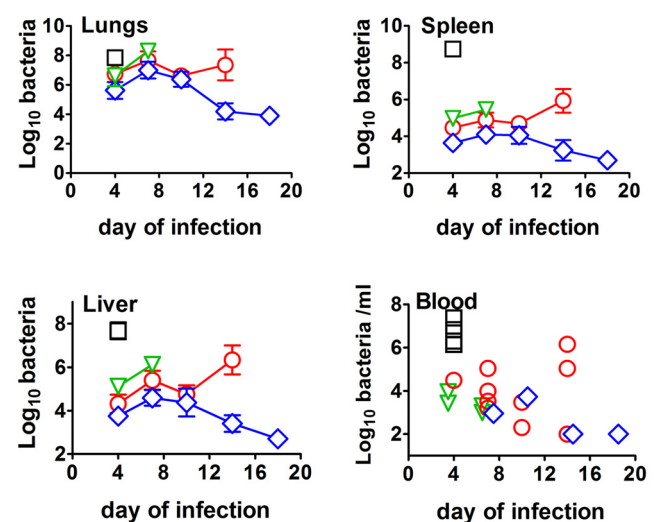 Lungs
Log10 bacteria
10
8
6
4
2
0
0 4 8 12 16 20
day of infection
Spleen
Log10 bacteria
10
8
6
4
2
0 4 8 12 16 20
day of infection
Liver
Log10 bacteria
8
6
4
2
0 4 8 12 16 20
day of infection
Blood
Log10 bacteria /ml
8
6
4
2
0 4 8 12 16 20
day of infection